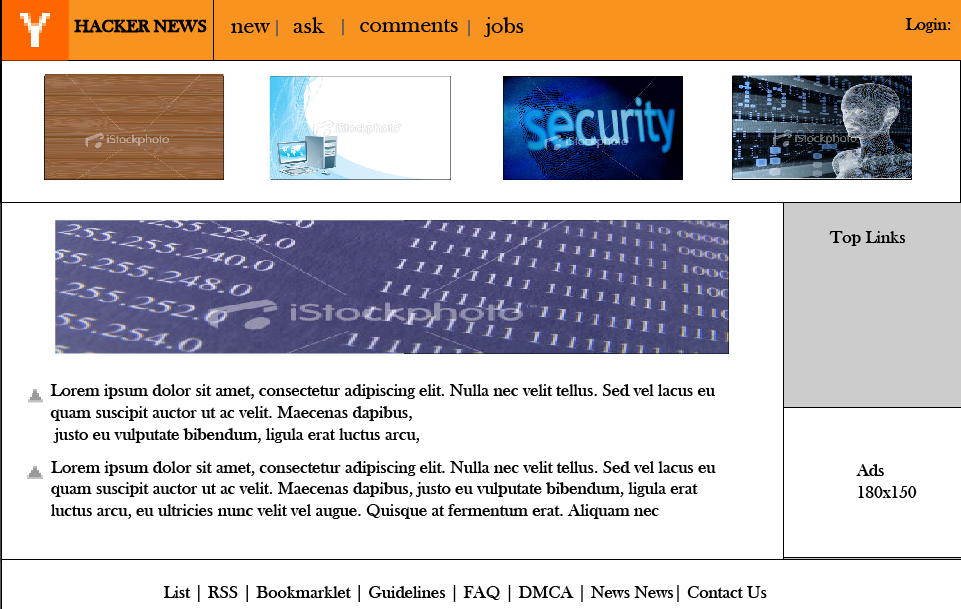 Y HACKER NEWS new | ask | comments | jobs Login:
iStockphoto
iStockphoto
security
iStockphoto
iStockphoto
Top Links
255.255.224.0
255.255.240.0
255.255.248.0
255.252.0
255.254.0
iStockphoto
Lorem ipsum dolor sit amet, consectetur adipiscing elit. Nulla nec velit tellus. Sed vel lacus eu
quam suscipit auctor ut ac velit. Maecenas dapibus,
justo eu vulputate bibendum, ligula erat luctus arcu,
Lorem ipsum dolor sit amet, consectetur adipiscing elit. Nulla nec velit tellus. Sed vel lacus eu
quam suscipit auctor ut ac velit. Maecenas dapibus, justo eu vulputate bibendum, ligula erat
luctus arcu, eu ultricies nunc velit vel augue. Quisque at fermentum erat. Aliquam nec
Ads
180x150
List | RSS | Bookmarklet | Guidelines | FAQ | DMCA | News News| Contact Us